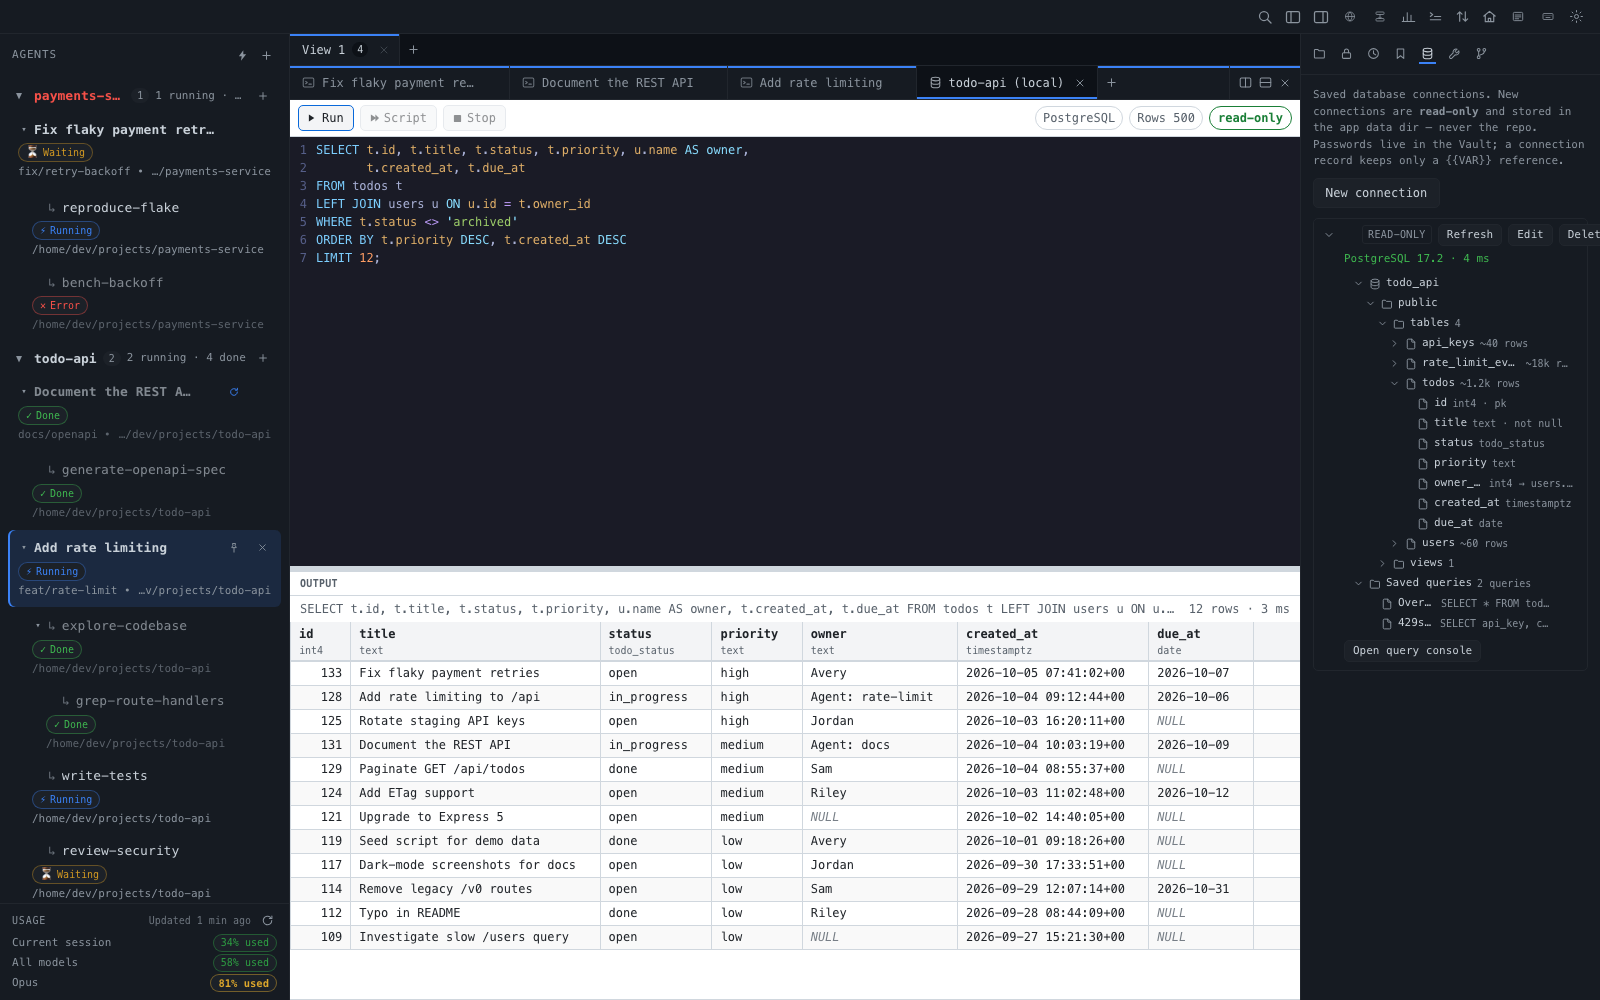 AGENTS
payments-s… 1 1 running · …
Fix flaky payment retr…
Waiting
fix/retry-backoff • …/payments-service
reproduce-flake
Running
/home/dev/projects/payments-service
bench-backoff
Error
/home/dev/projects/payments-service
todo-api 2 2 running · 4 done
Document the REST A…
Done
docs/openapi • …/dev/projects/todo-api
generate-openapi-spec
Done
/home/dev/projects/todo-api
Add rate limiting
Running
feat/rate-limit • …v/projects/todo-api
explore-codebase
Done
/home/dev/projects/todo-api
grep-route-handlers
Done
/home/dev/projects/todo-api
write-tests
Running
/home/dev/projects/todo-api
review-security
Waiting
/home/dev/projects/todo-api
USAGE Updated 1 min ago
Current session 34% used
All models 58% used
Opus 81% used
View 1 4
Fix flaky payment re… Document the REST API Add rate limiting todo-api (local)
Run Script Stop PostgreSQL Rows 500 read-only
1 SELECT t.id, t.title, t.status, t.priority, u.name AS owner,
2 t.created_at, t.due_at
3 FROM todos t
4 LEFT JOIN users u ON u.id = t.owner_id
5 WHERE t.status <> 'archived'
6 ORDER BY t.priority DESC, t.created_at DESC
7 LIMIT 12;
OUTPUT
SELECT t.id, t.title, t.status, t.priority, u.name AS owner, t.created_at, t.due_at FROM todos t LEFT JOIN users u ON u.… 12 rows · 3 ms
id title status priority owner created_at due_at
int4 text todo_status text text timestamptz date
133 Fix flaky payment retries open high Avery 2026-10-05 07:41:02+00 2026-10-07
128 Add rate limiting to /api in_progress high Agent: rate-limit 2026-10-04 09:12:44+00 2026-10-06
125 Rotate staging API keys open high Jordan 2026-10-03 16:20:11+00 NULL
131 Document the REST API in_progress medium Agent: docs 2026-10-04 10:03:19+00 2026-10-09
129 Paginate GET /api/todos done medium Sam 2026-10-04 08:55:37+00 NULL
124 Add ETag support open medium Riley 2026-10-03 11:02:48+00 2026-10-12
121 Upgrade to Express 5 open medium NULL 2026-10-02 14:40:05+00 NULL
119 Seed script for demo data done low Avery 2026-10-01 09:18:26+00 NULL
117 Dark-mode screenshots for docs open low Jordan 2026-09-30 17:33:51+00 NULL
114 Remove legacy /v0 routes open low Sam 2026-09-29 12:07:14+00 2026-10-31
112 Typo in README done low Riley 2026-09-28 08:44:09+00 NULL
109 Investigate slow /users query open low NULL 2026-09-27 15:21:30+00 NULL
Saved database connections. New
connections are read-only and stored in
the app data dir — never the repo.
Passwords live in the Vault; a connection
record keeps only a {{VAR}} reference.
New connection
READ-ONLY Refresh Edit Delet
PostgreSQL 17.2 · 4 ms
todo_api
public
tables 4
api_keys ~40 rows
rate_limit_ev… ~18k r…
todos ~1.2k rows
id int4 · pk
title text · not null
status todo_status
priority text
owner_… int4 → users.…
created_at timestamptz
due_at date
users ~60 rows
views 1
Saved queries 2 queries
Over… SELECT * FROM tod…
429s… SELECT api_key, c…
Open query console